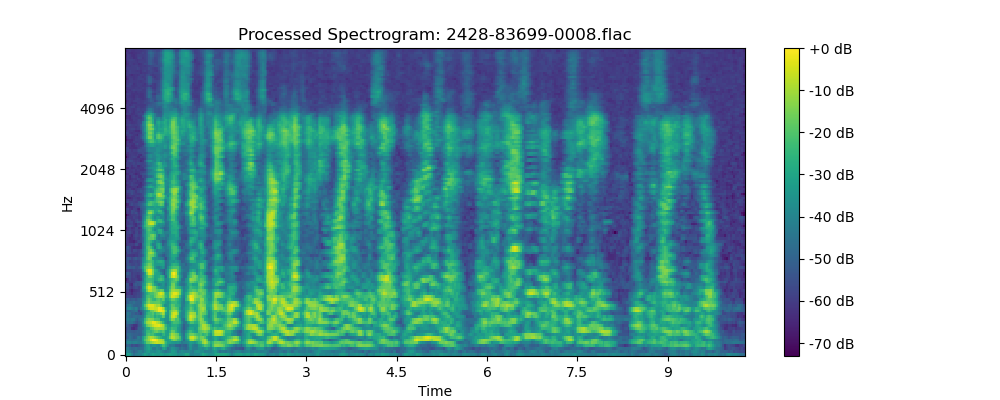 Processed Spectrogram: 2428-83699-0008.flac
Hz
4096
2048
1024
512
0
0 1.5 3 4.5 6 7.5 9
Time
+0 dB
-10 dB
-20 dB
-30 dB
-40 dB
-50 dB
-60 dB
-70 dB